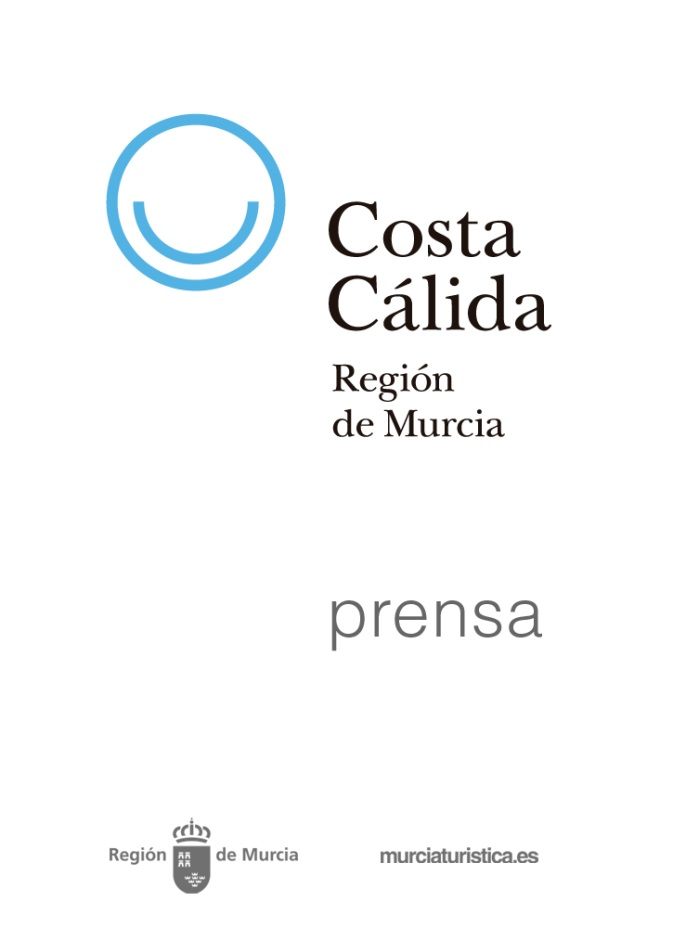 Costa
Cálida
Región
de Murcia
prensa
Región de Murcia
murciaturistica.es